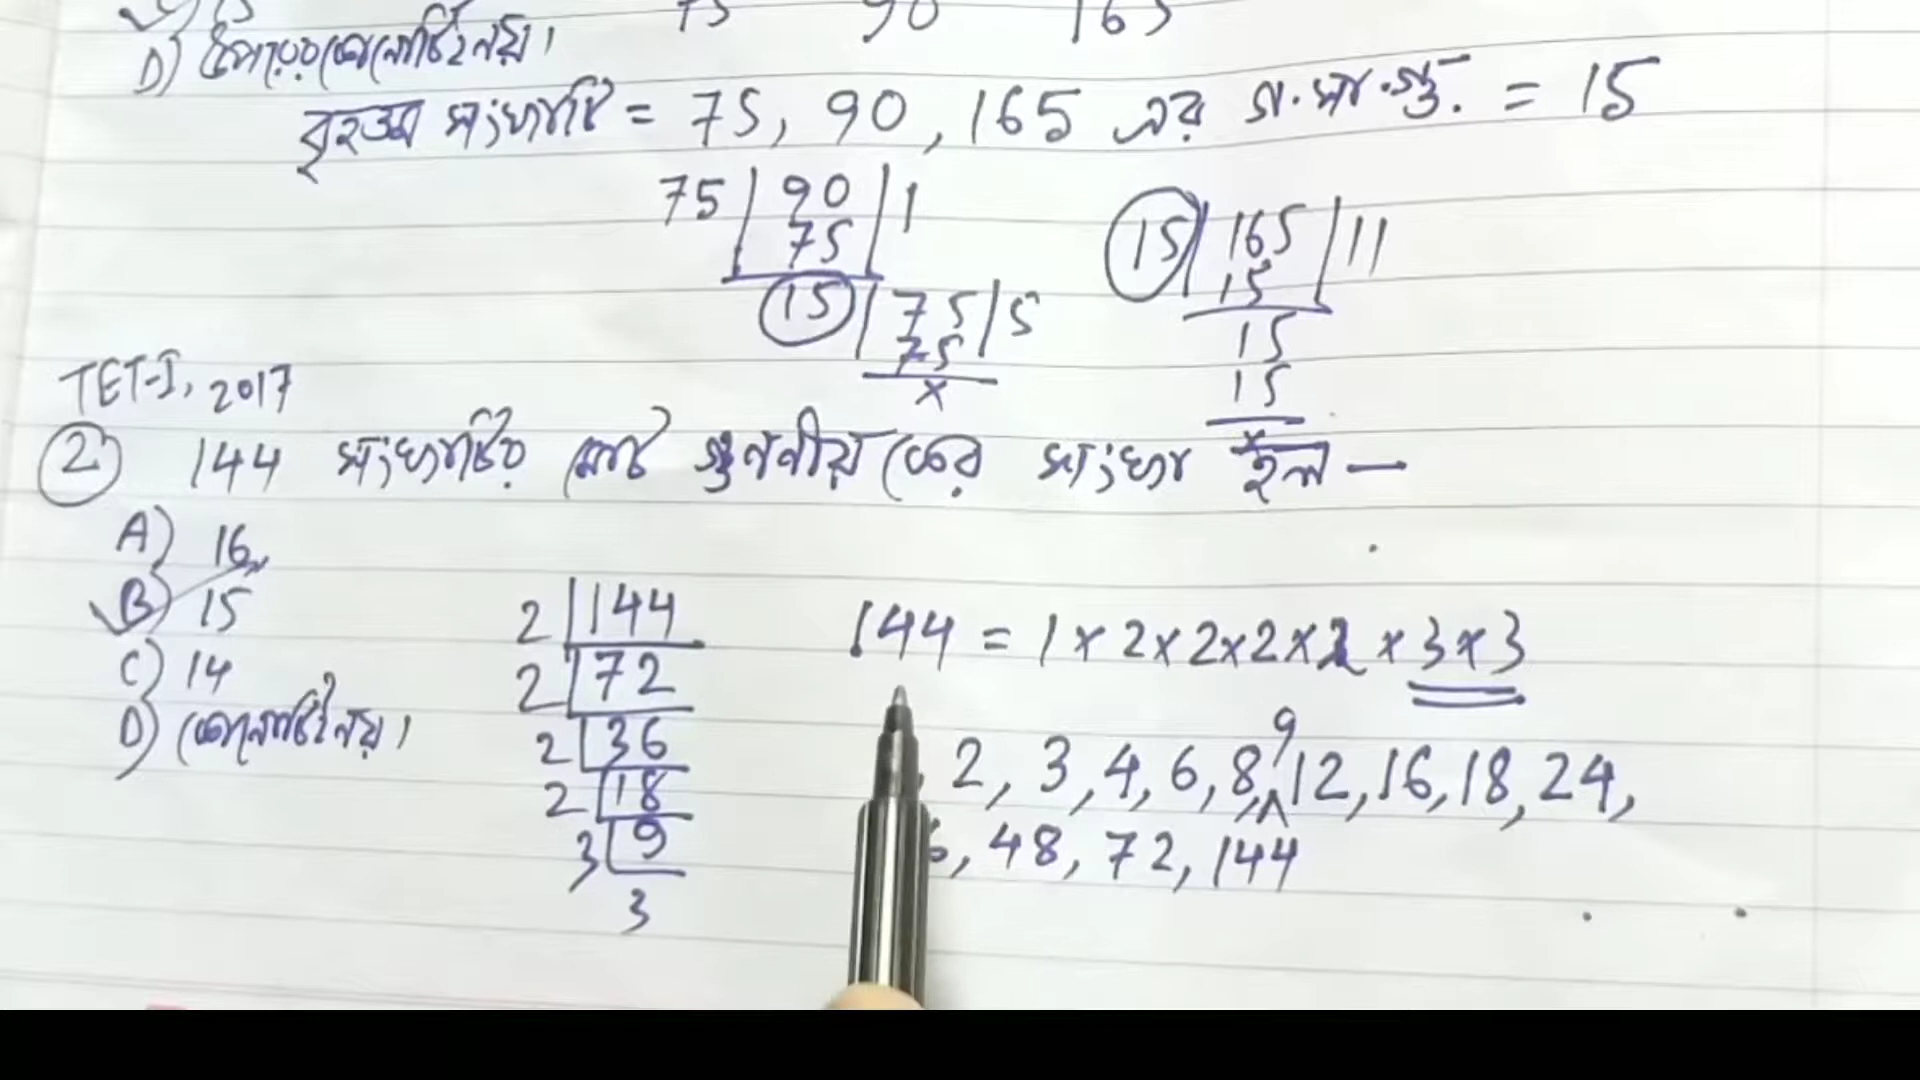 75 90 165
D) উপরের কোনোটিই নয়।
বৃহত্তম সংখ্যাটি = 75, 90, 165 এর গ.সা.গু. = 15
75 | 90 | 1
75
15 | 75 | 5
75
x
15 | 165 | 11
15
15
15
x
TET-I, 2017
2) 144 সংখ্যাটির মোট গুণনীয়কের সংখ্যা হল —
A) 16
B) 15
C) 14
D) কোনোটিই নয়।
2 | 144
2 | 72
2 | 36
2 | 18
3 | 9
3
144 = 1 × 2 × 2 × 2 × 2 × 3 × 3
2, 3, 4, 6, 8, 9 12, 16, 18, 24,
6, 48, 72, 144